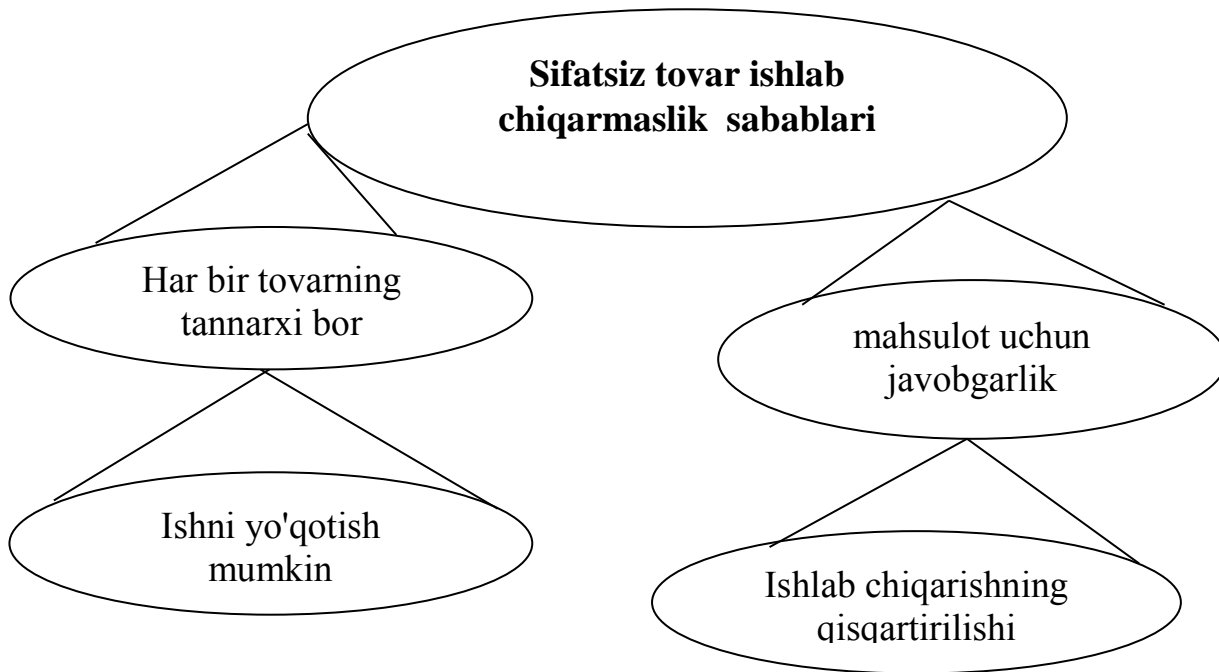 Sifatsiz tovar ishlab
chiqarmaslik sabablari
Har bir tovarning
tannarxi bor
mahsulot uchun
javobgarlik
Ishni yo'qotish
mumkin
Ishlab chiqarishning
qisqartirilishi